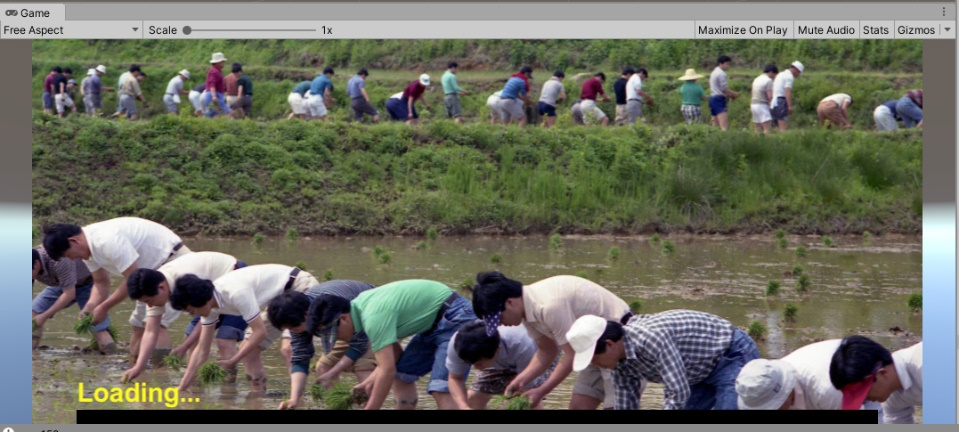 Game
Free Aspect Scale 1x Maximize On Play Mute Audio Stats Gizmos
Loading...